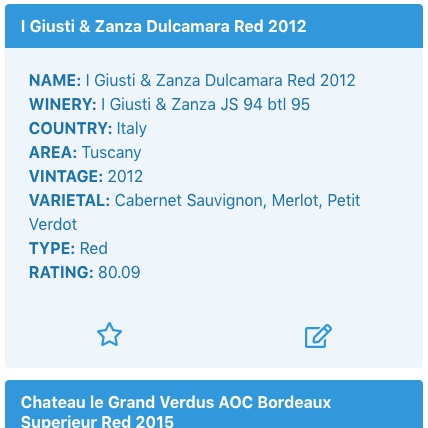 I Giusti & Zanza Dulcamara Red 2012
NAME: I Giusti & Zanza Dulcamara Red 2012
WINERY: I Giusti & Zanza JS 94 btl 95
COUNTRY: Italy
AREA: Tuscany
VINTAGE: 2012
VARIETAL: Cabernet Sauvignon, Merlot, Petit
Verdot
TYPE: Red
RATING: 80.09
Chateau le Grand Verdus AOC Bordeaux
Superieur Red 2015